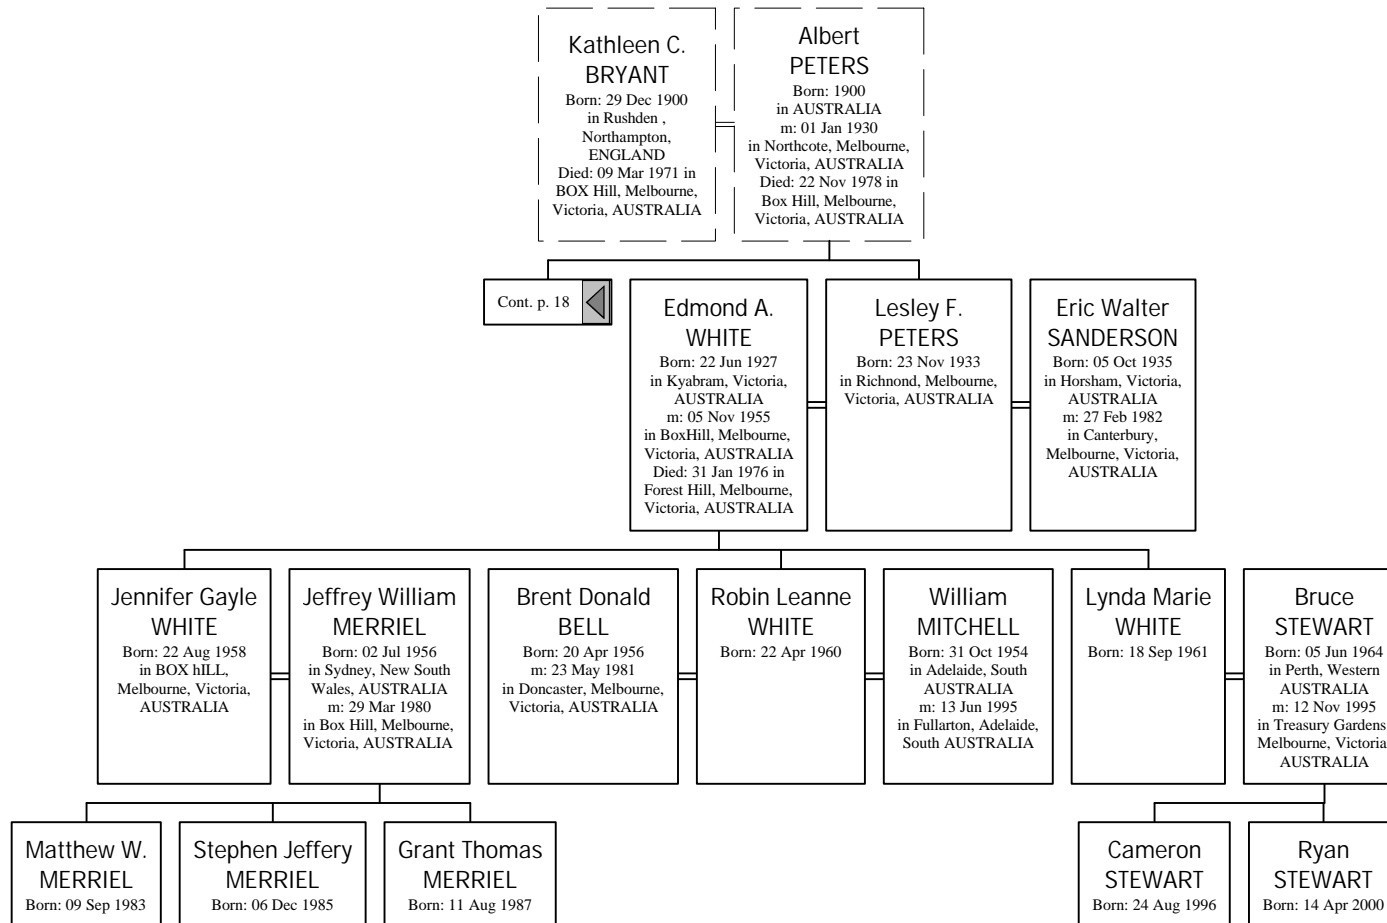 Kathleen C.
BRYANT
Born: 29 Dec 1900
in Rushden ,
Northampton,
ENGLAND
Died: 09 Mar 1971 in
BOX Hill, Melbourne,
Victoria, AUSTRALIA
Albert
PETERS
Born: 1900
in AUSTRALIA
m: 01 Jan 1930
in Northcote, Melbourne,
Victoria, AUSTRALIA
Died: 22 Nov 1978 in
Box Hill, Melbourne,
Victoria, AUSTRALIA
Cont. p. 18
Edmond A.
WHITE
Born: 22 Jun 1927
in Kyabram, Victoria,
AUSTRALIA
m: 05 Nov 1955
in BoxHill, Melbourne,
Victoria, AUSTRALIA
Died: 31 Jan 1976 in
Forest Hill, Melbourne,
Victoria, AUSTRALIA
Lesley F.
PETERS
Born: 23 Nov 1933
in Richnond, Melbourne,
Victoria, AUSTRALIA
Eric Walter
SANDERSON
Born: 05 Oct 1935
in Horsham, Victoria,
AUSTRALIA
m: 27 Feb 1982
in Canterbury,
Melbourne, Victoria,
AUSTRALIA
Jennifer Gayle
WHITE
Born: 22 Aug 1958
in BOX hILL,
Melbourne, Victoria,
AUSTRALIA
Jeffrey William
MERRIEL
Born: 02 Jul 1956
in Sydney, New South
Wales, AUSTRALIA
m: 29 Mar 1980
in Box Hill, Melbourne,
Victoria, AUSTRALIA
Brent Donald
BELL
Born: 20 Apr 1956
m: 23 May 1981
in Doncaster, Melbourne,
Victoria, AUSTRALIA
Robin Leanne
WHITE
Born: 22 Apr 1960
William
MITCHELL
Born: 31 Oct 1954
in Adelaide, South
AUSTRALIA
m: 13 Jun 1995
in Fullarton, Adelaide,
South AUSTRALIA
Lynda Marie
WHITE
Born: 18 Sep 1961
Bruce
STEWART
Born: 05 Jun 1964
in Perth, Western
AUSTRALIA
m: 12 Nov 1995
in Treasury Gardens
Melbourne, Victoria
AUSTRALIA
Matthew W.
MERRIEL
Born: 09 Sep 1983
Stephen Jeffery
MERRIEL
Born: 06 Dec 1985
Grant Thomas
MERRIEL
Born: 11 Aug 1987
Cameron
STEWART
Born: 24 Aug 1996
Ryan
STEWART
Born: 14 Apr 2000